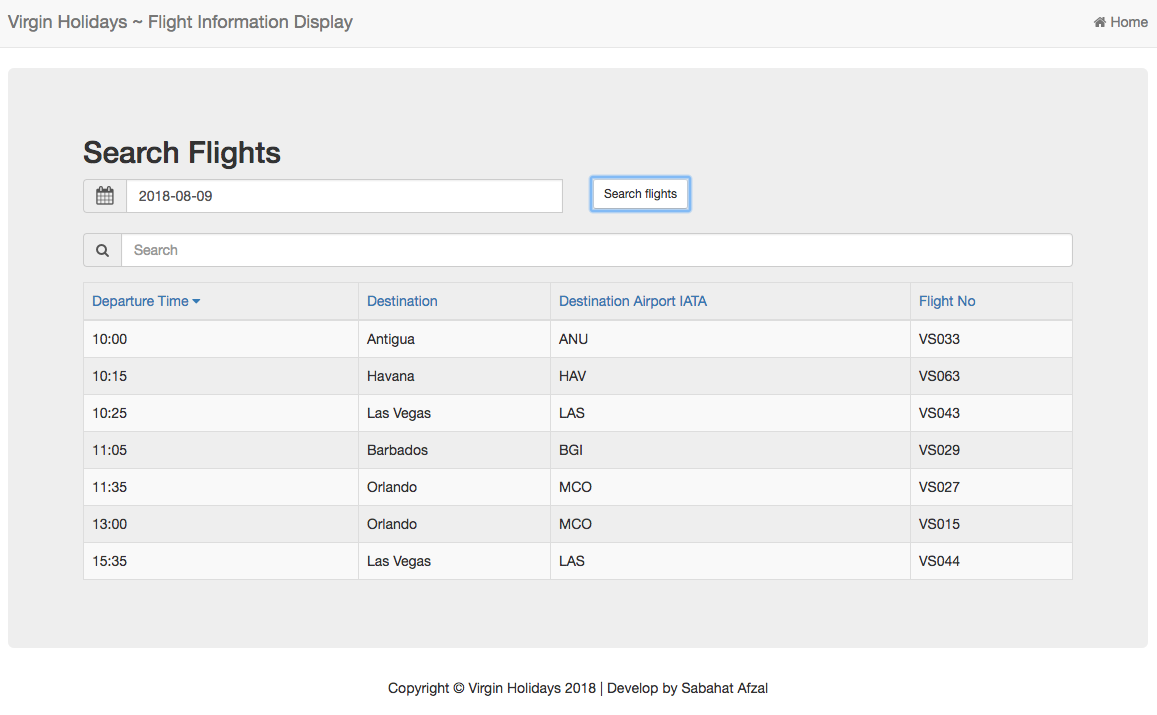 Virgin Holidays ~ Flight Information Display Home
Search Flights
2018-08-09 Search flights
Search
Departure Time Destination Destination Airport IATA Flight No
10:00 Antigua ANU VS033
10:15 Havana HAV VS063
10:25 Las Vegas LAS VS043
11:05 Barbados BGI VS029
11:35 Orlando MCO VS027
13:00 Orlando MCO VS015
15:35 Las Vegas LAS VS044
Copyright © Virgin Holidays 2018 | Develop by Sabahat Afzal